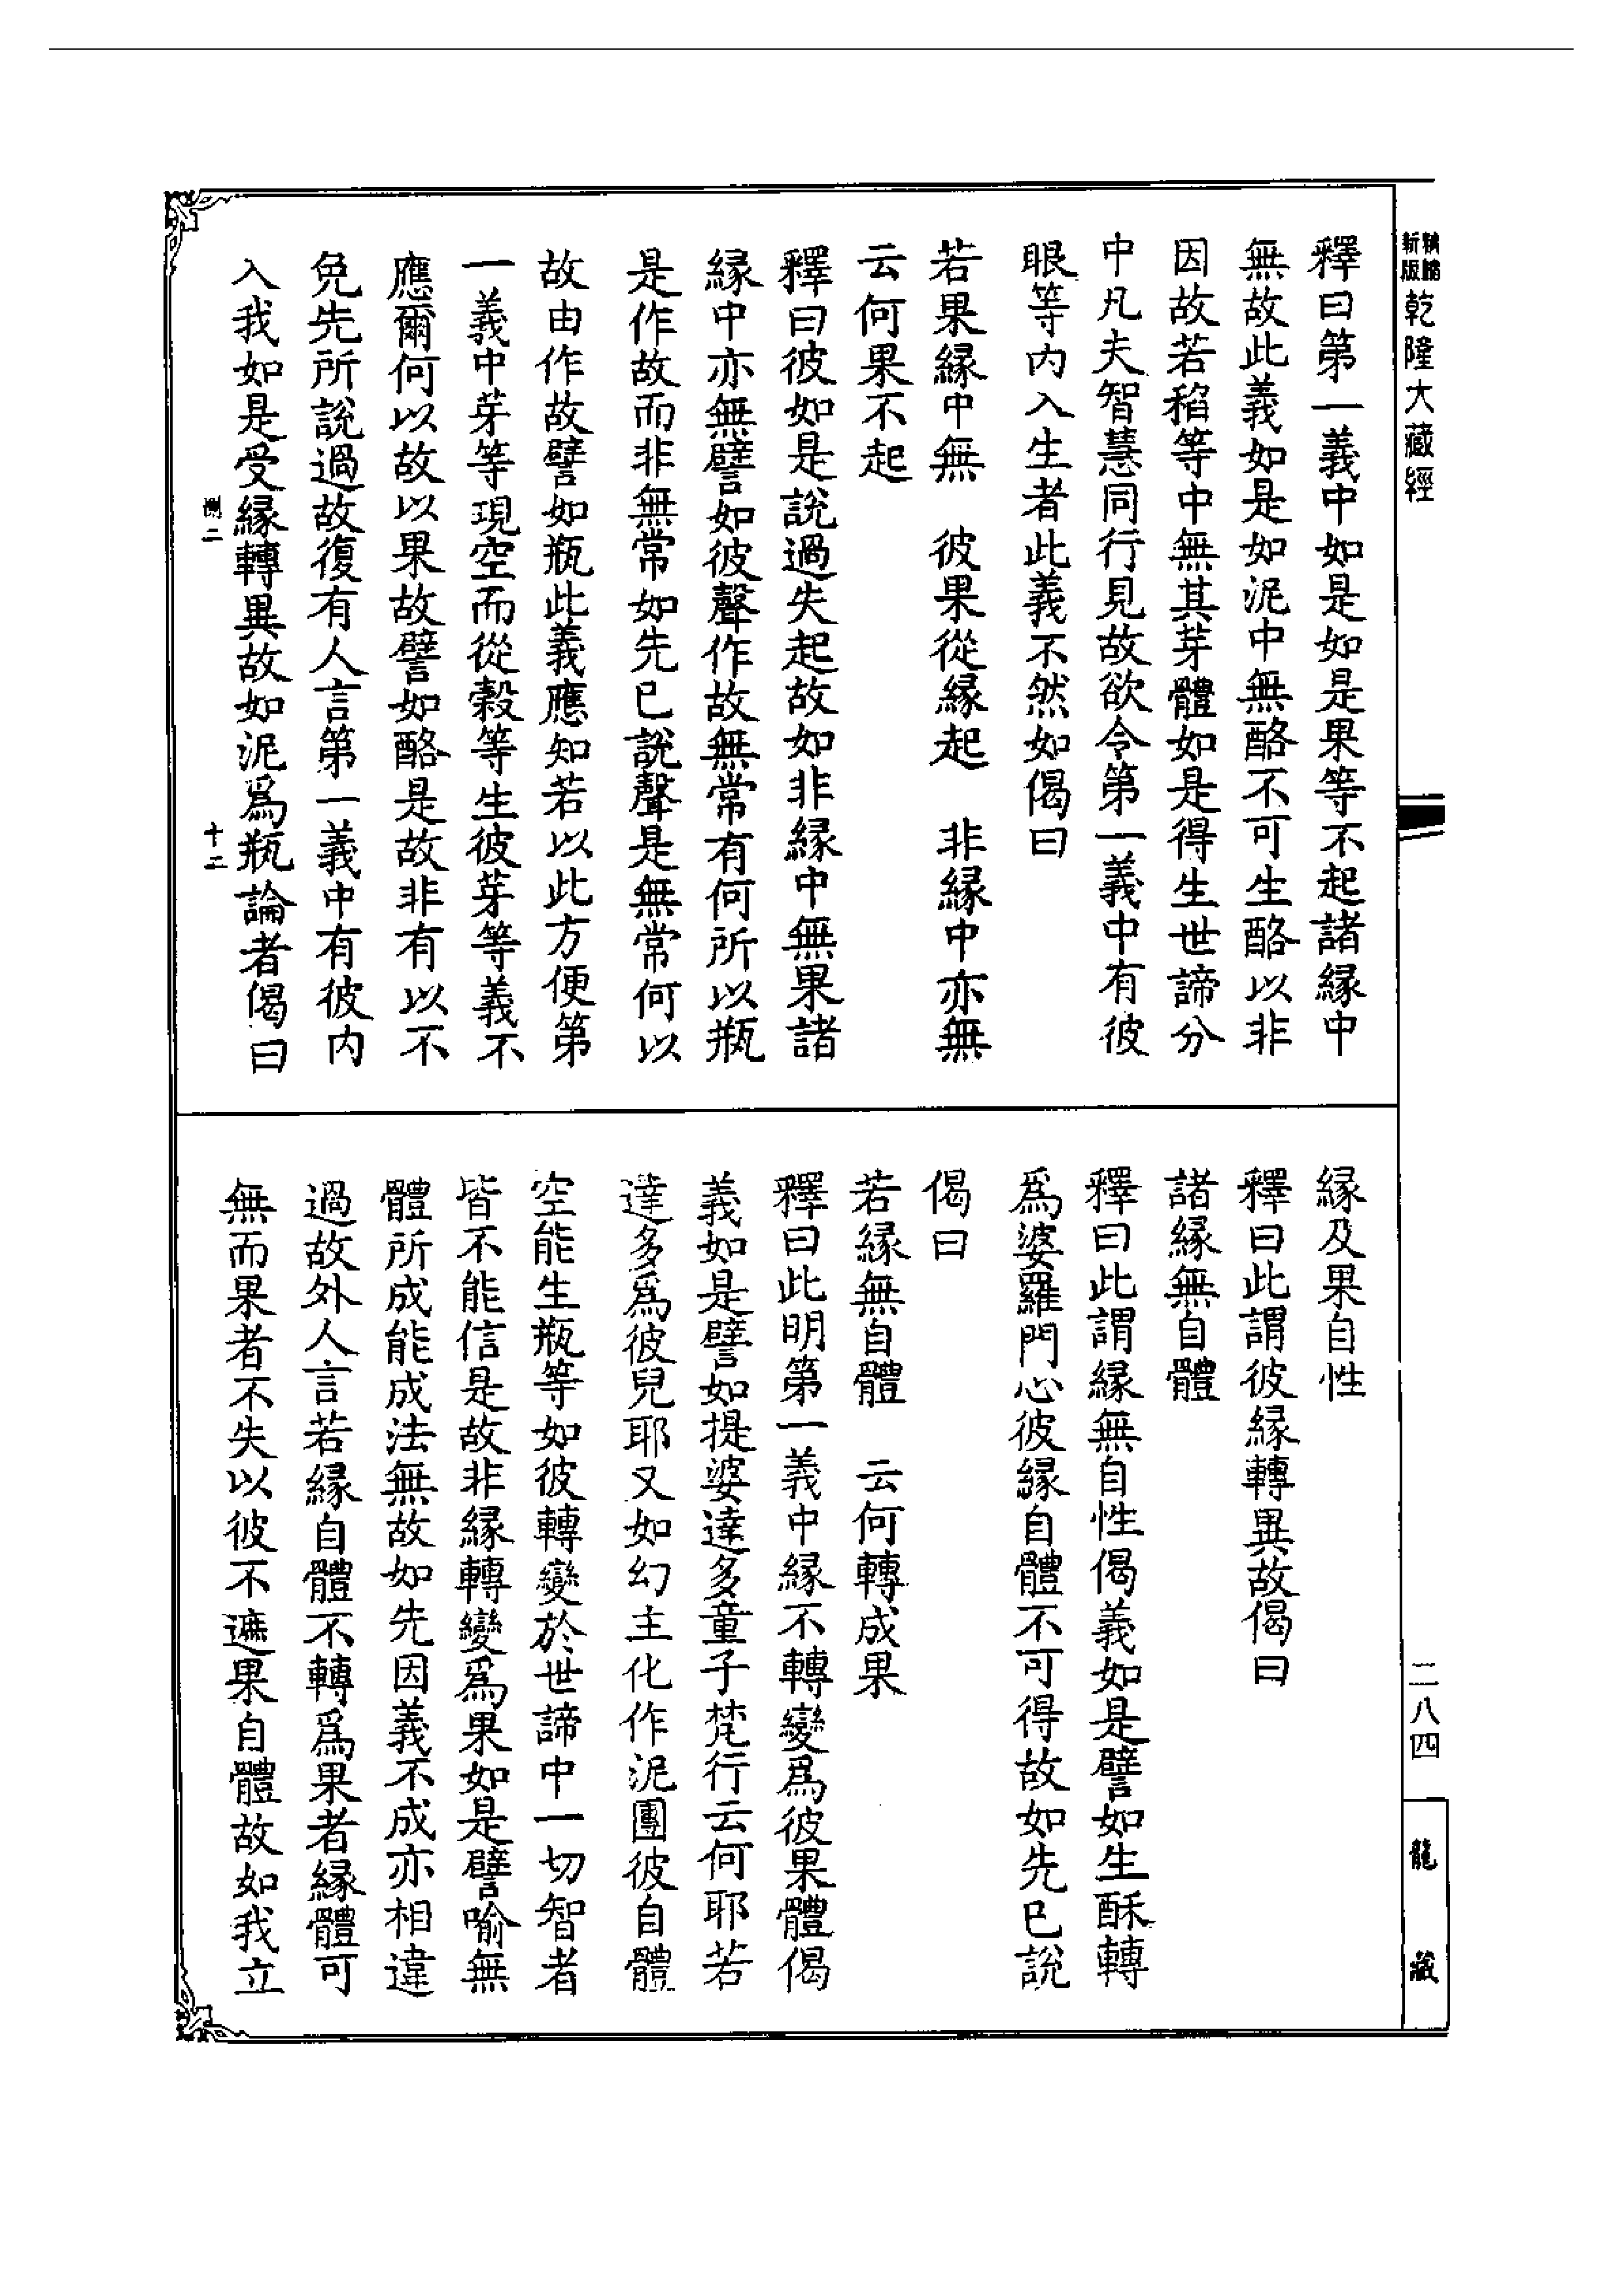 新版
精縮
乾隆大藏經
釋曰第一義中如是如是果等不起諸緣中
無故此義如是如泥中無酪不可生酪以非
因故若稻等中無其芽體如是得生世諦分
中凡夫智慧同行見故欲令第一義中有彼
眼等内入生者此義不然如偈曰
若果緣中無　彼果從緣起　非緣中亦無
云何果不起
釋曰彼如是說過失起故如非緣中無果諸
緣中亦無譬如彼聲作故無常有何所以瓶
是作故而非無常如先已說聲是無常何以
故由作故譬如瓶此義應知若以此方便第
一義中芽等現空而從穀等生彼芽等義不
應爾何以故以果故譬如酪是故非有以不
免先所說過故復有人言第一義中有彼内
入我如是受緣轉異故如泥爲瓶論者偈曰
惻二
十二
緣及果自性
釋曰此謂彼緣轉異故偈曰
諸緣無自體
釋曰此謂緣無自性偈義如是譬如生酥轉
爲婆羅門心彼緣自體不可得故如先已說
偈曰
若緣無自體　云何轉成果
釋曰此明第一義中緣不轉變爲彼果體偈
義如是譬如提婆達多童子梵行云何耶若
達多爲彼兒耶又如幻主化作泥團彼自體
空能生瓶等如彼轉變於世諦中一切智者
皆不能信是故非緣轉變爲果如是譬喻無
體所成能成法無故如先因義不成亦相違
過故外人言若緣自體不轉爲果者緣體可
無而果者不失以彼不遮果自體故如我立
二八四
龍藏